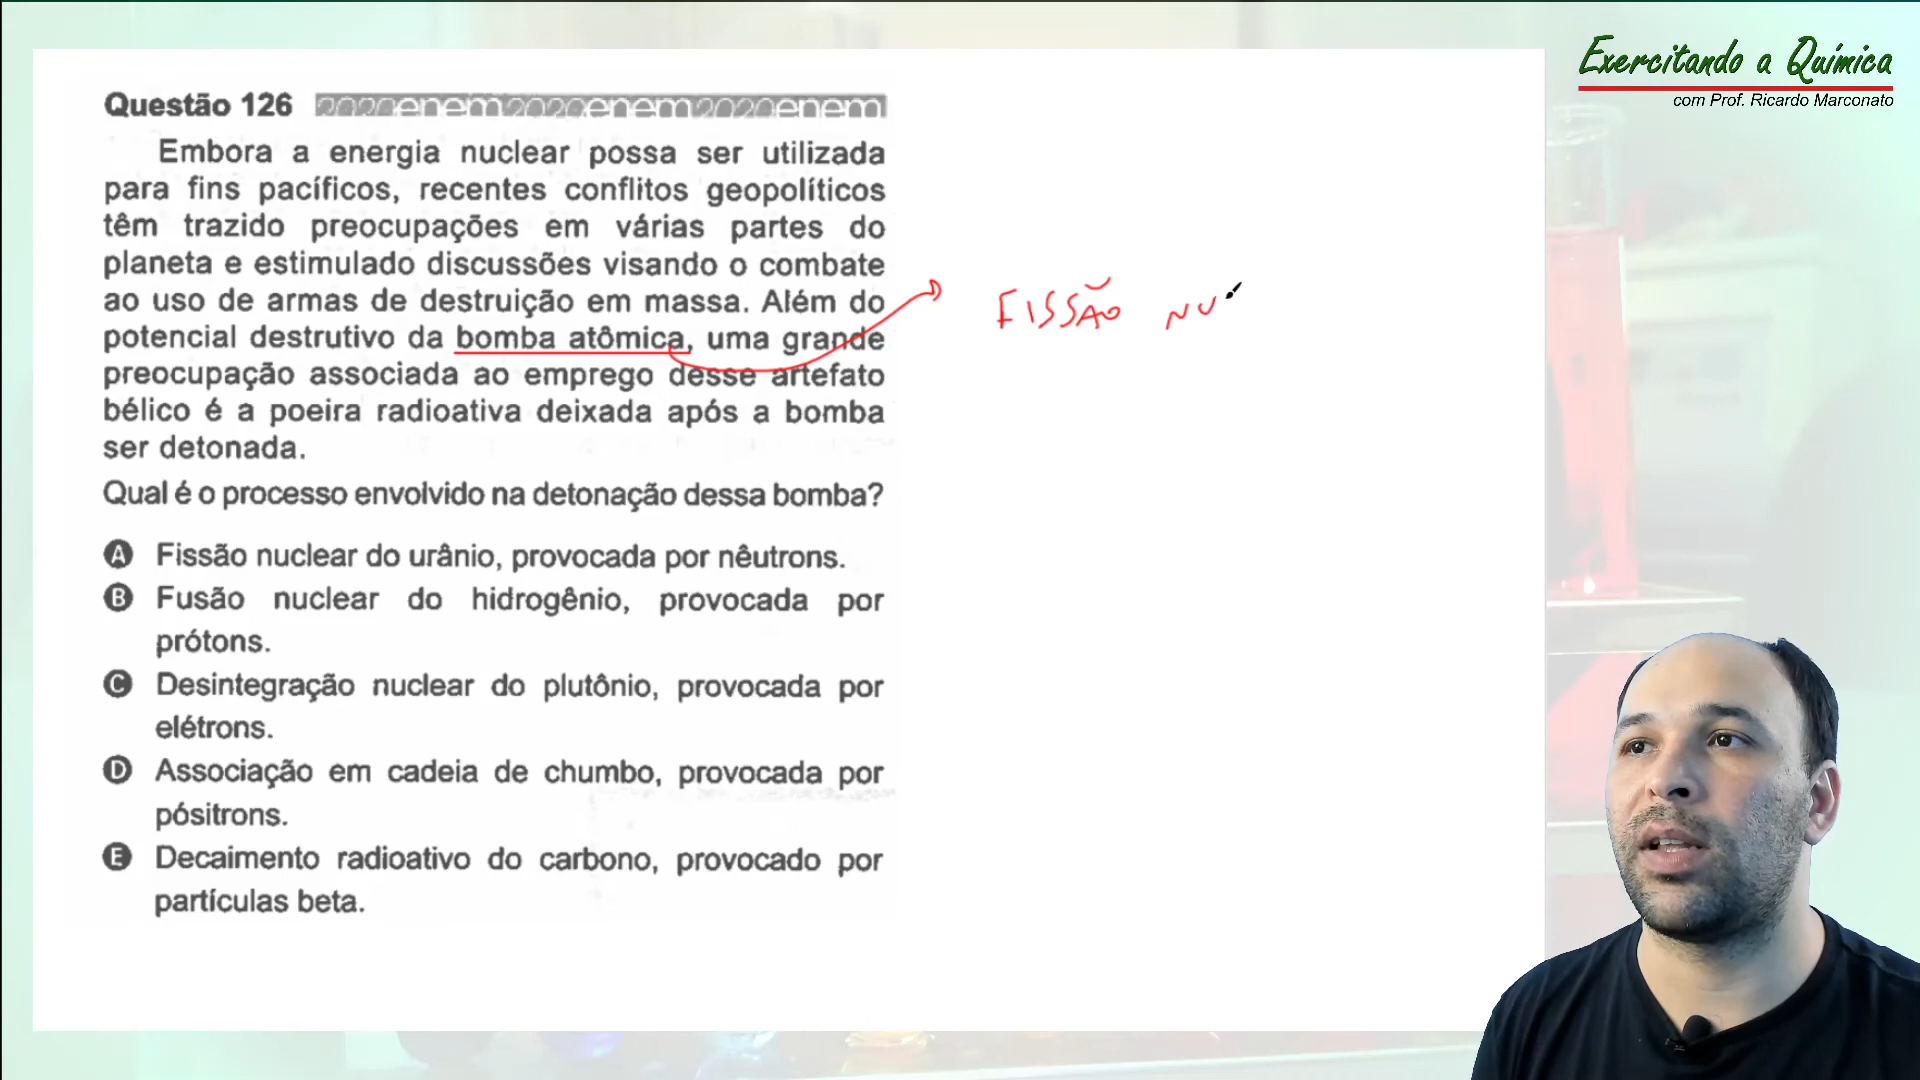 Exercitando a Química
com Prof. Ricardo Marconato
Questão 126 2020enem2020enem2020enem
Embora a energia nuclear possa ser utilizada
para fins pacíficos, recentes conflitos geopolíticos
têm trazido preocupações em várias partes do
planeta e estimulado discussões visando o combate
ao uso de armas de destruição em massa. Além do
potencial destrutivo da bomba atômica, uma grande
preocupação associada ao emprego desse artefato
bélico é a poeira radioativa deixada após a bomba
ser detonada.
Qual é o processo envolvido na detonação dessa bomba?
A Fissão nuclear do urânio, provocada por nêutrons.
B Fusão nuclear do hidrogênio, provocada por
prótons.
C Desintegração nuclear do plutônio, provocada por
elétrons.
D Associação em cadeia de chumbo, provocada por
pósitrons.
E Decaimento radioativo do carbono, provocado por
partículas beta.
FISSÃO NU